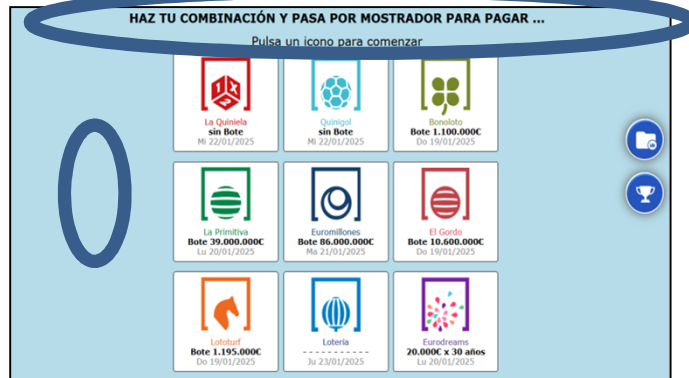 HAZ TU COMBINACIÓN Y PASA POR MOSTRADOR PARA PAGAR ...
Pulsa un icono para comenzar
1X2
La Quiniela
sin Bote
Mi 22/01/2025
Quinigol
sin Bote
Mi 22/01/2025
Bonoloto
Bote 1.100.000€
Do 19/01/2025
La Primitiva
Bote 39.000.000€
Lu 20/01/2025
Euromillones
Bote 86.000.000€
Ma 21/01/2025
El Gordo
Bote 10.600.000€
Do 19/01/2025
Lototurf
Bote 1.195.000€
Do 19/01/2025
Lotería
- - - - - - - - - - - - -
Ju 23/01/2025
Eurodreams
20.000€ x 30 años
Lu 20/01/2025